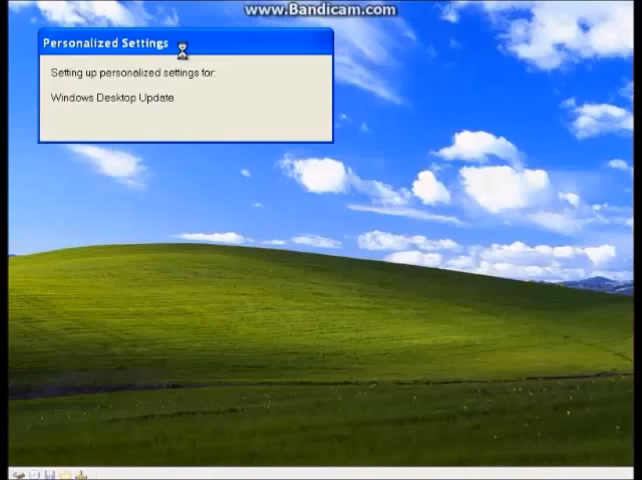 www.Bandicam.com
Personalized Settings
Setting up personalized settings for:
Windows Desktop Update